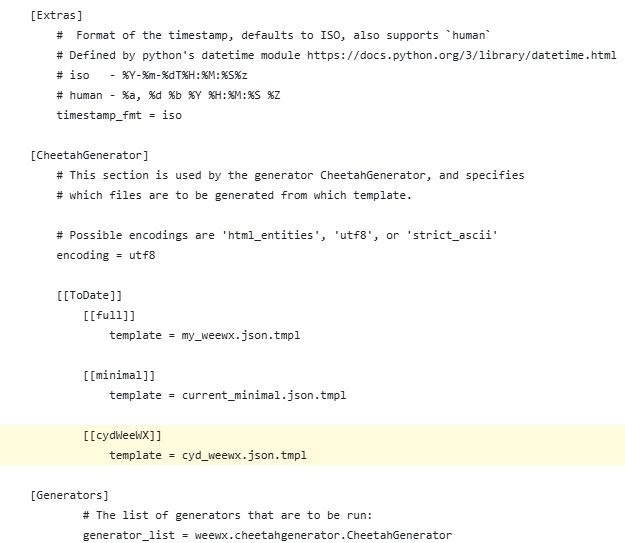 [Extras]
#  Format of the timestamp, defaults to ISO, also supports `human`
# Defined by python's datetime module https://docs.python.org/3/library/datetime.html
# iso   - %Y-%m-%dT%H:%M:%S%z
# human - %a, %d %b %Y %H:%M:%S %Z
timestamp_fmt = iso
[CheetahGenerator]
# This section is used by the generator CheetahGenerator, and specifies
# which files are to be generated from which template.
# Possible encodings are 'html_entities', 'utf8', or 'strict_ascii'
encoding = utf8
[[ToDate]]
[[full]]
template = my_weewx.json.tmpl
[[minimal]]
template = current_minimal.json.tmpl
[[cydWeeWX]]
template = cyd_weewx.json.tmpl
[Generators]
# The list of generators that are to be run:
generator_list = weewx.cheetahgenerator.CheetahGenerator